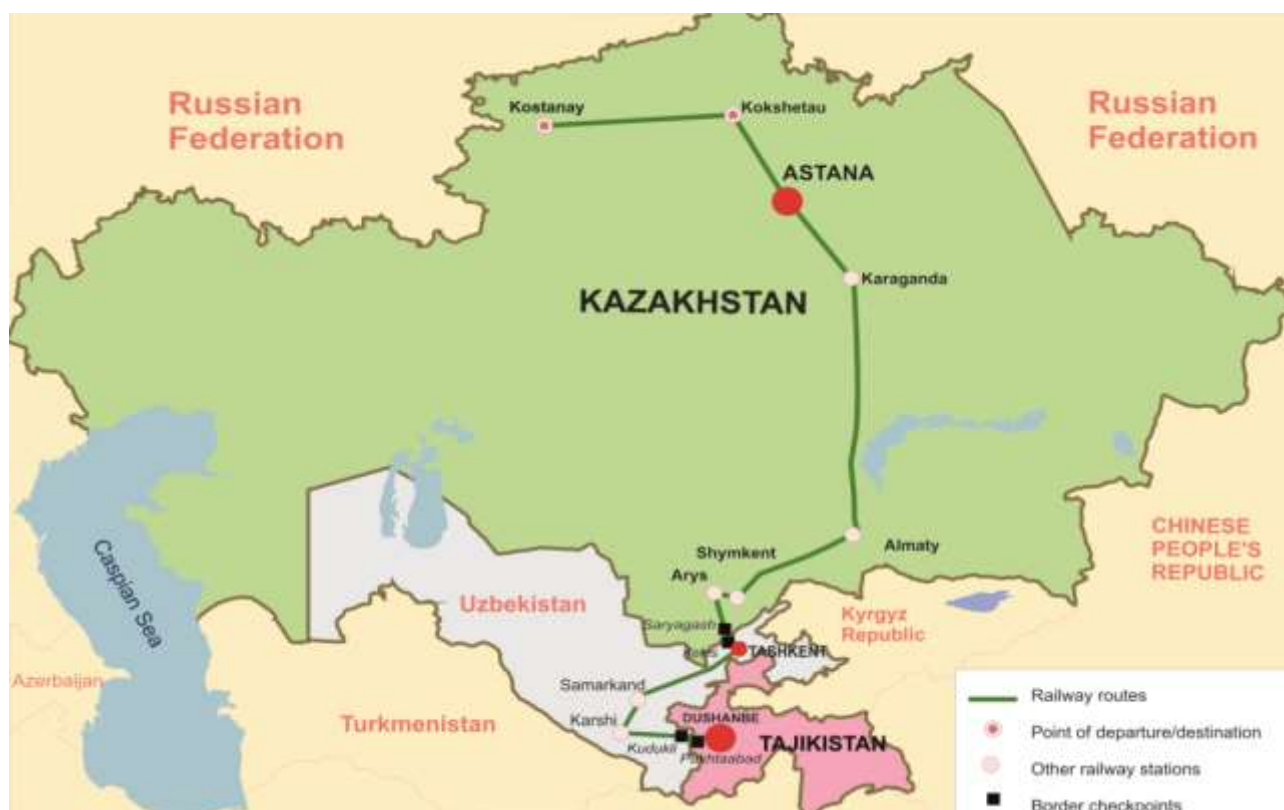 Russian
Federation
Russian
Federation
Kostanay
Kokshetau
ASTANA
Karaganda
KAZAKHSTAN
CHINESE
PEOPLE'S
REPUBLIC
Almaty
Shymkent
Arys
Caspian Sea
Uzbekistan
Kyrgyz
Republic
Saryagash
TASHKENT
Azerbaijan
Samarkand
Turkmenistan
Karshi
DUSHANBE
TAJIKISTAN
Kudukli
Pakhtaabad
Railway routes
Point of departure/destination
Other railway stations
Border checkpoints